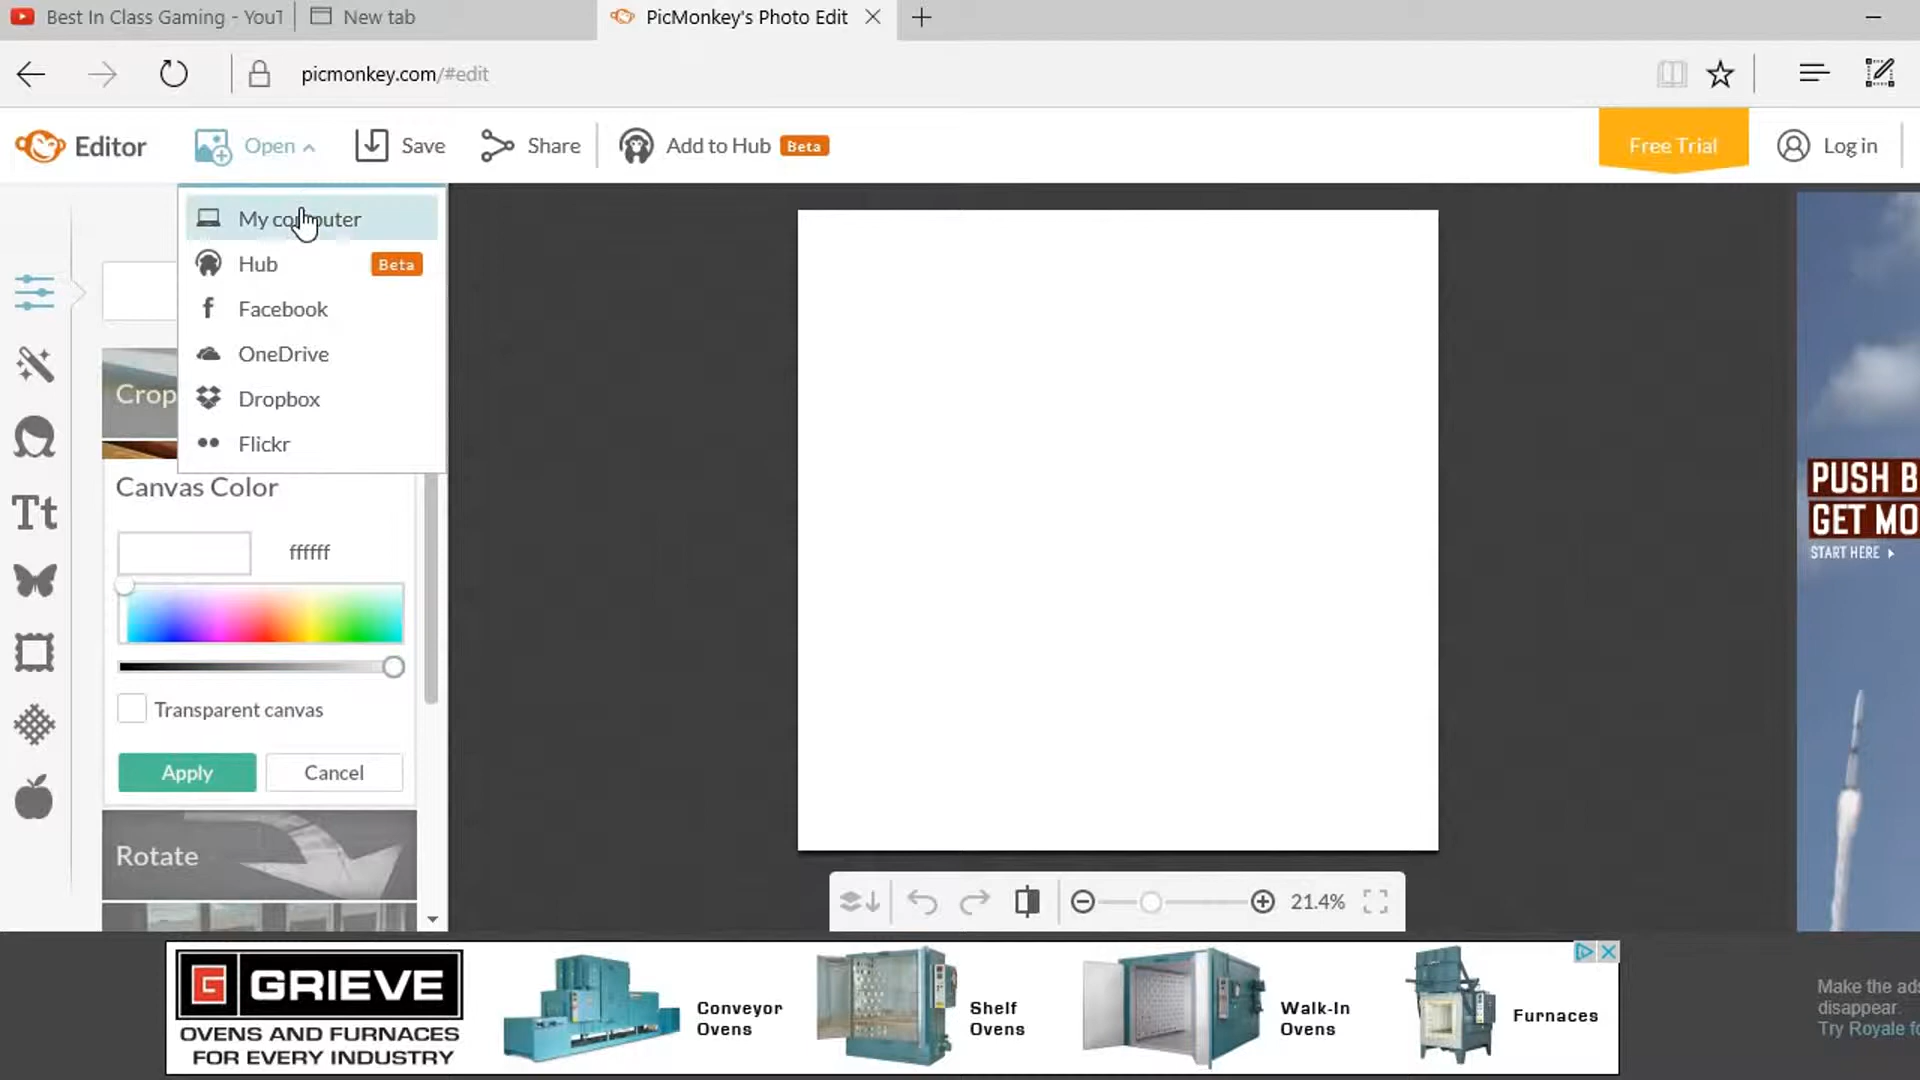 Best In Class Gaming - YouT
New tab
PicMonkey's Photo Edit
picmonkey.com/#edit
Editor
Open
Save
Share
Add to Hub
Beta
Free Trial
Log in
My computer
Hub
Beta
Facebook
OneDrive
Dropbox
Flickr
Crop
Canvas Color
ffffff
Transparent canvas
Apply
Cancel
Rotate
Tt
21.4%
PUSH B
GET MO
START HERE
G GRIEVE
OVENS AND FURNACES
FOR EVERY INDUSTRY
Conveyor
Ovens
Shelf
Ovens
Walk-In
Ovens
Furnaces
Make the ads
disappear.
Try Royale fo